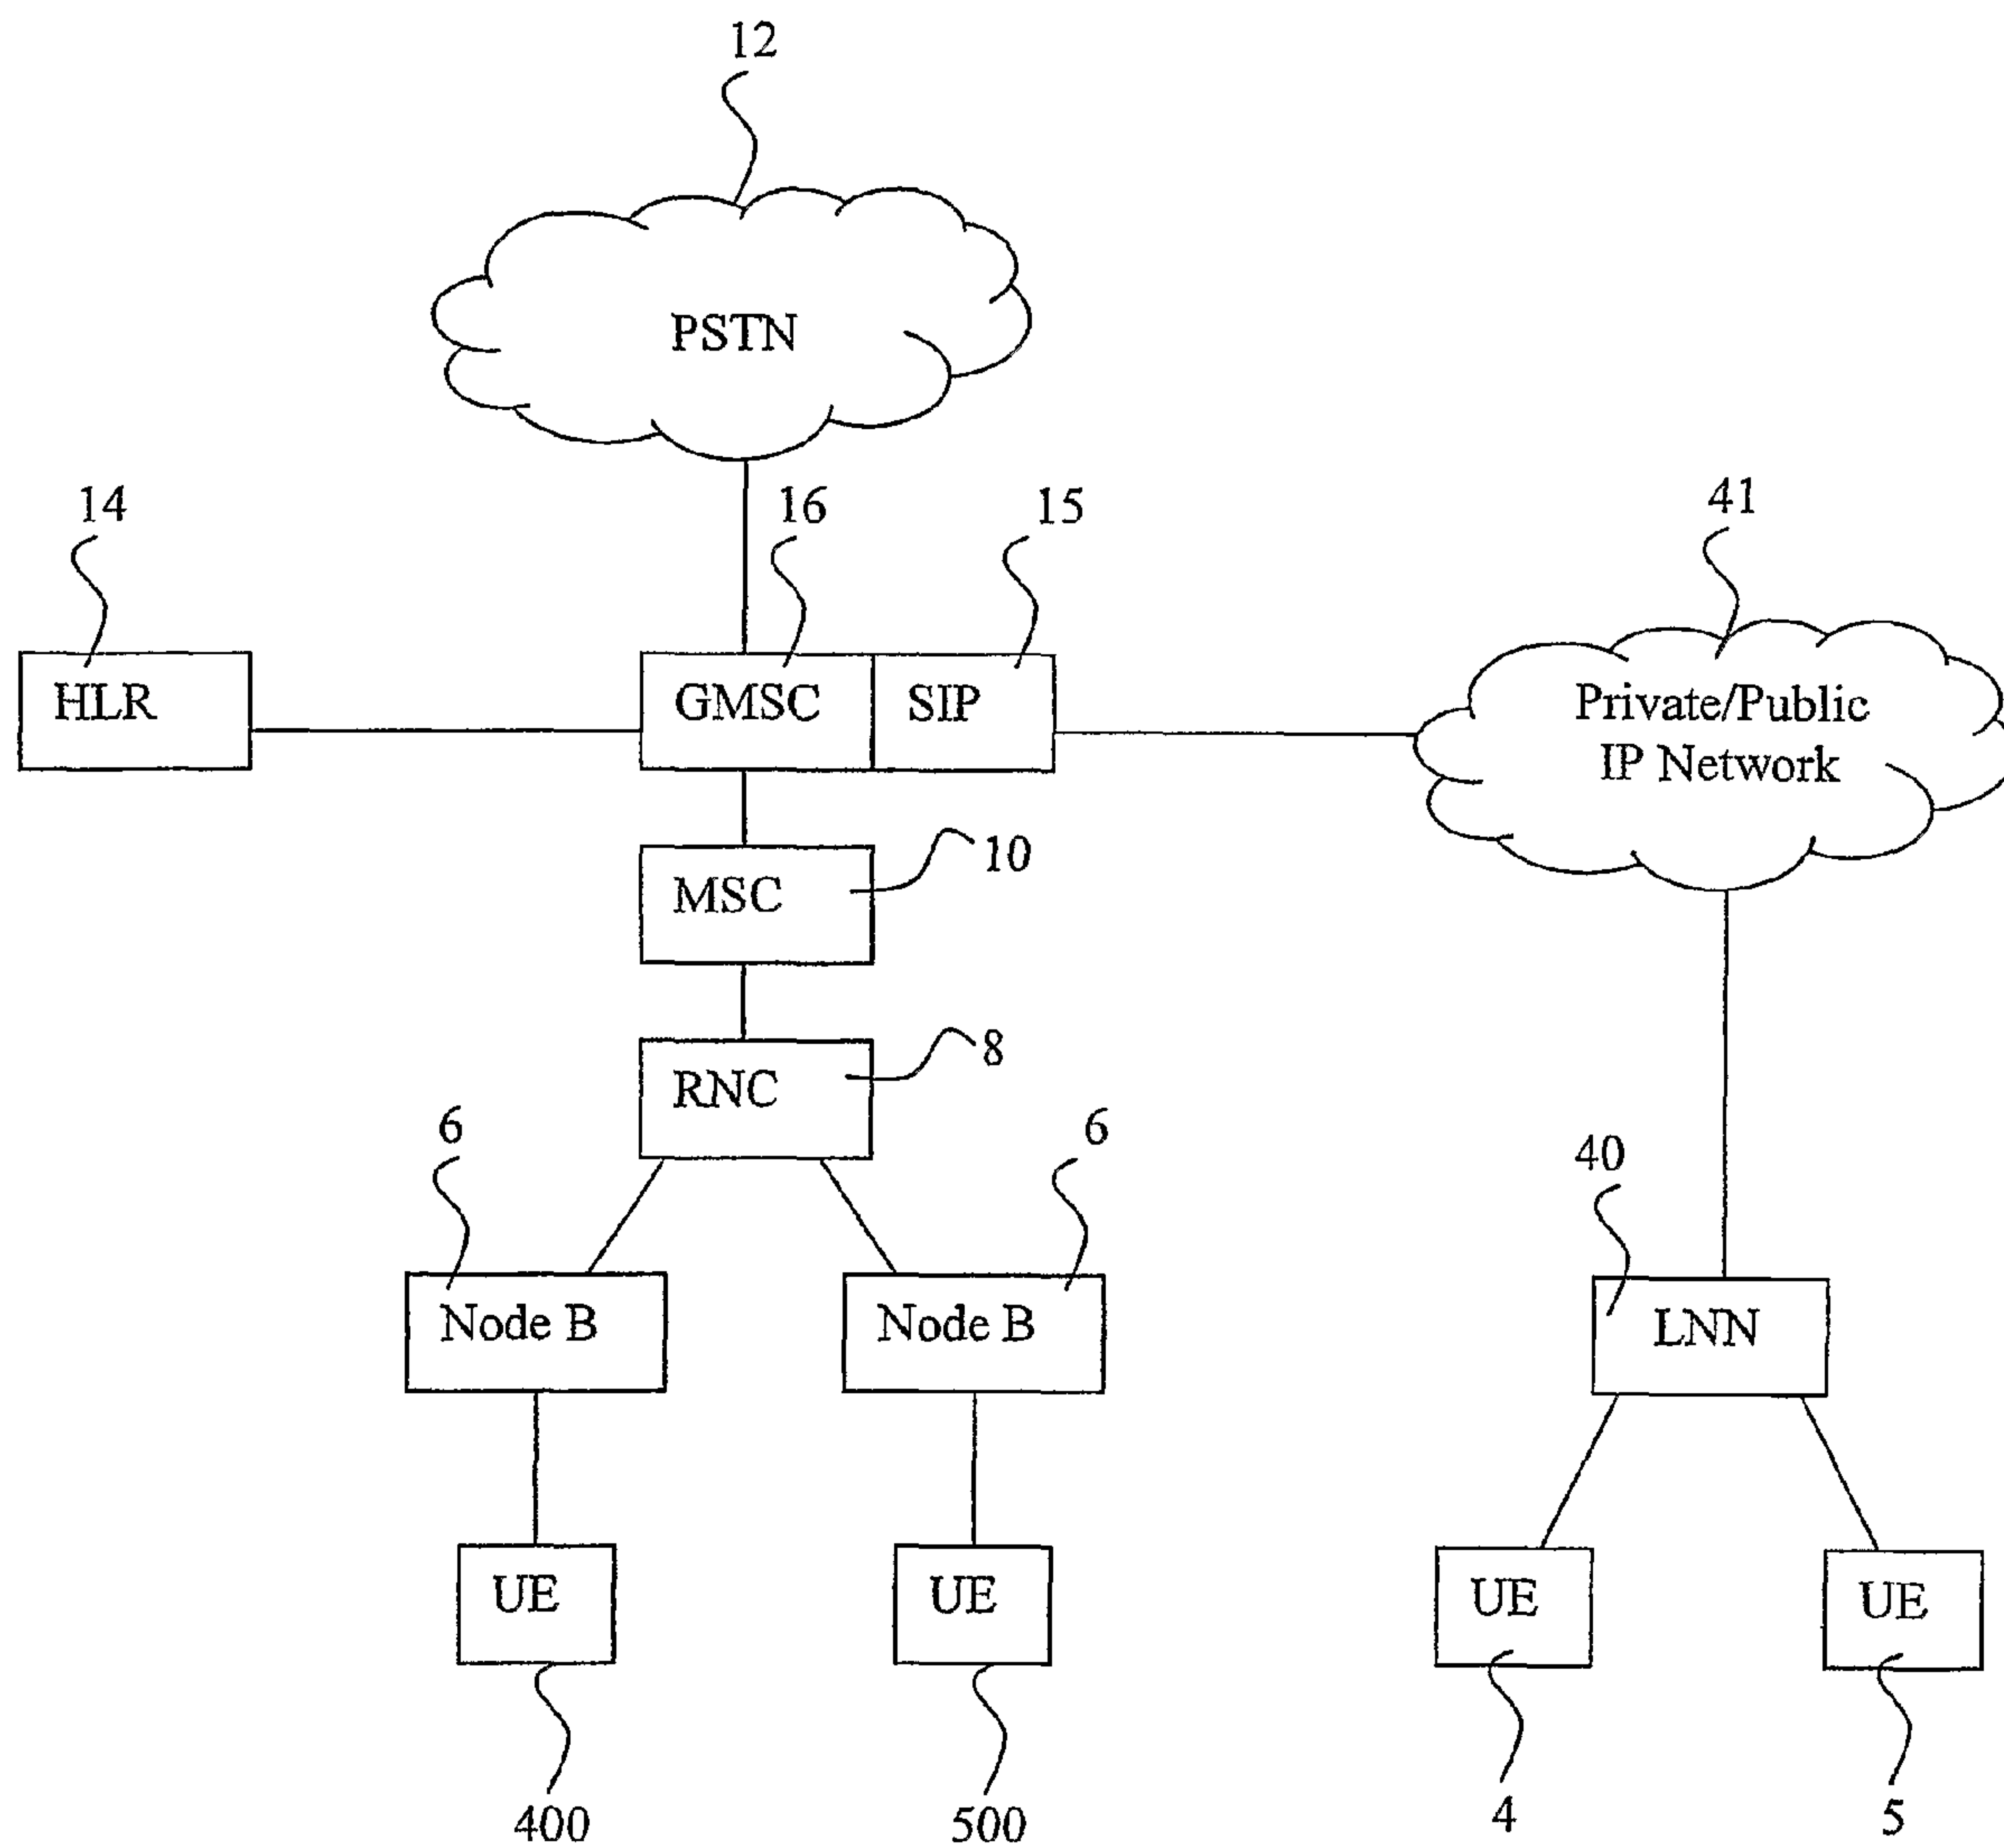 12
PSTN
14
16
15
41
HLR
GMSC
SIP
Private/Public
IP Network
10
MSC
8
RNC
6
6
40
Node B
Node B
LNN
UE
UE
UE
UE
400
500
4
5